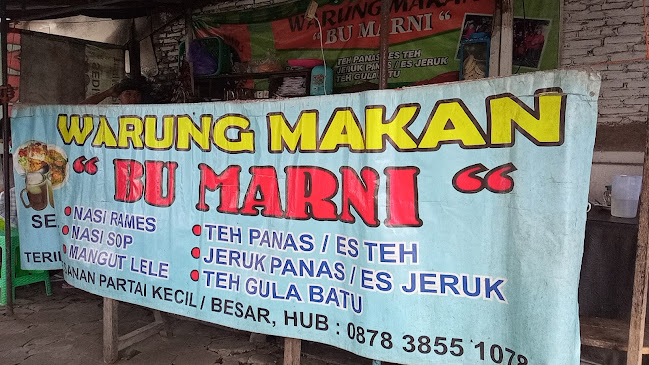 WARUNG MAKAN
"BU MARNI"
TEH PANAS / ES TEH
JERUK PANAS / ES JERUK
TEH GULA BATU
WARUNG MAKAN
"BU MARNI"
• NASI RAMES
• NASI SOP
• MANGUT LELE
• TEH PANAS / ES TEH
• JERUK PANAS / ES JERUK
• TEH GULA BATU
PARTAI KECIL / BESAR, HUB : 0878 3855 1078